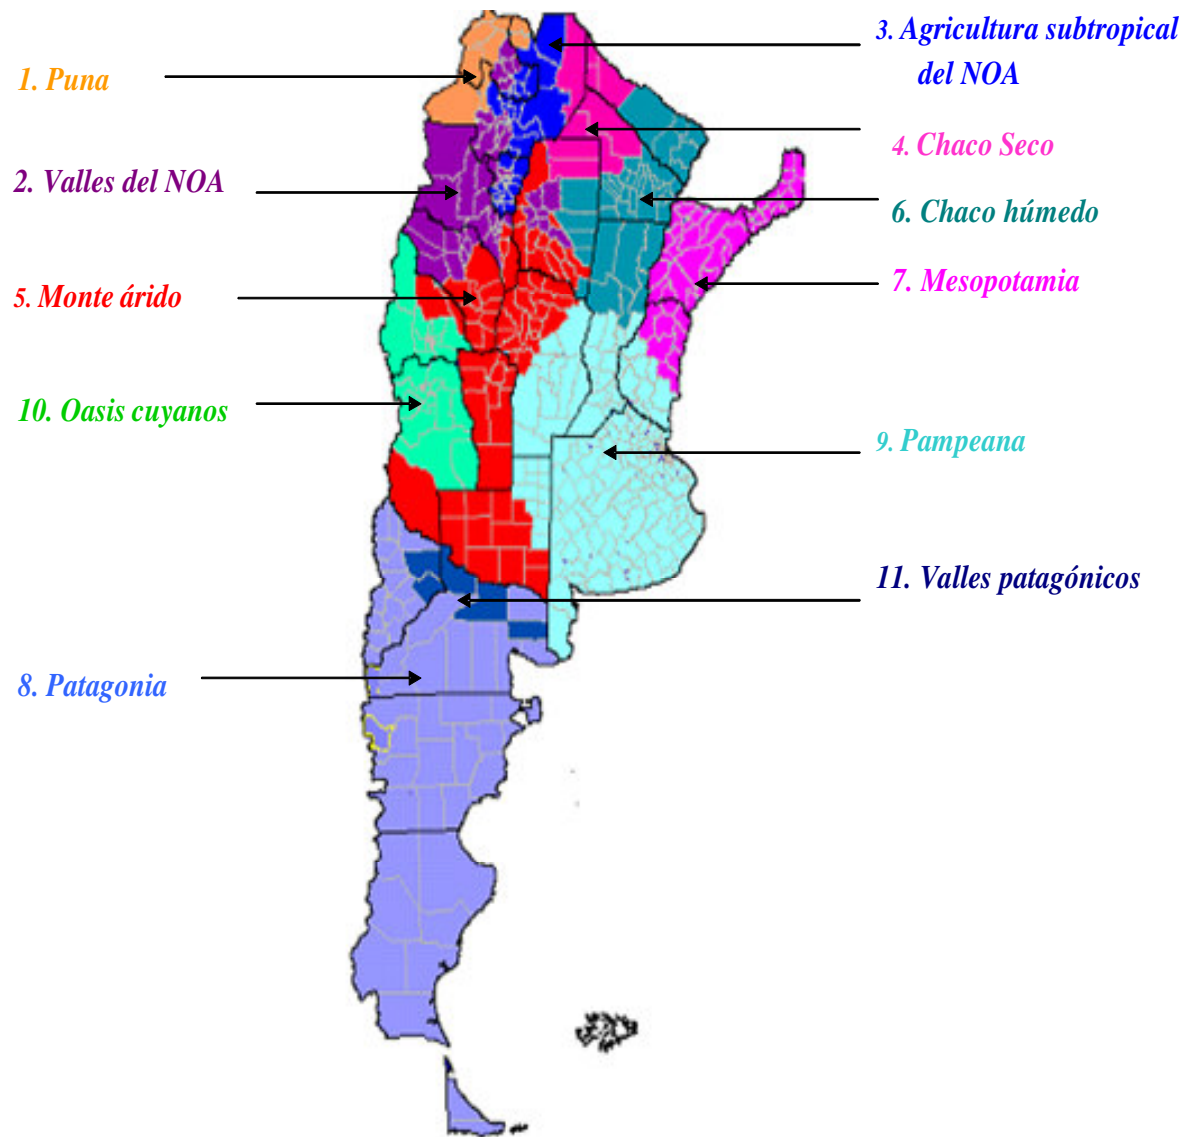 1. Puna
2. Valles del NOA
5. Monte árido
10. Oasis cuyanos
8. Patagonia
3. Agricultura subtropical
del NOA
4. Chaco Seco
6. Chaco húmedo
7. Mesopotamia
9. Pampeana
11. Valles patagónicos